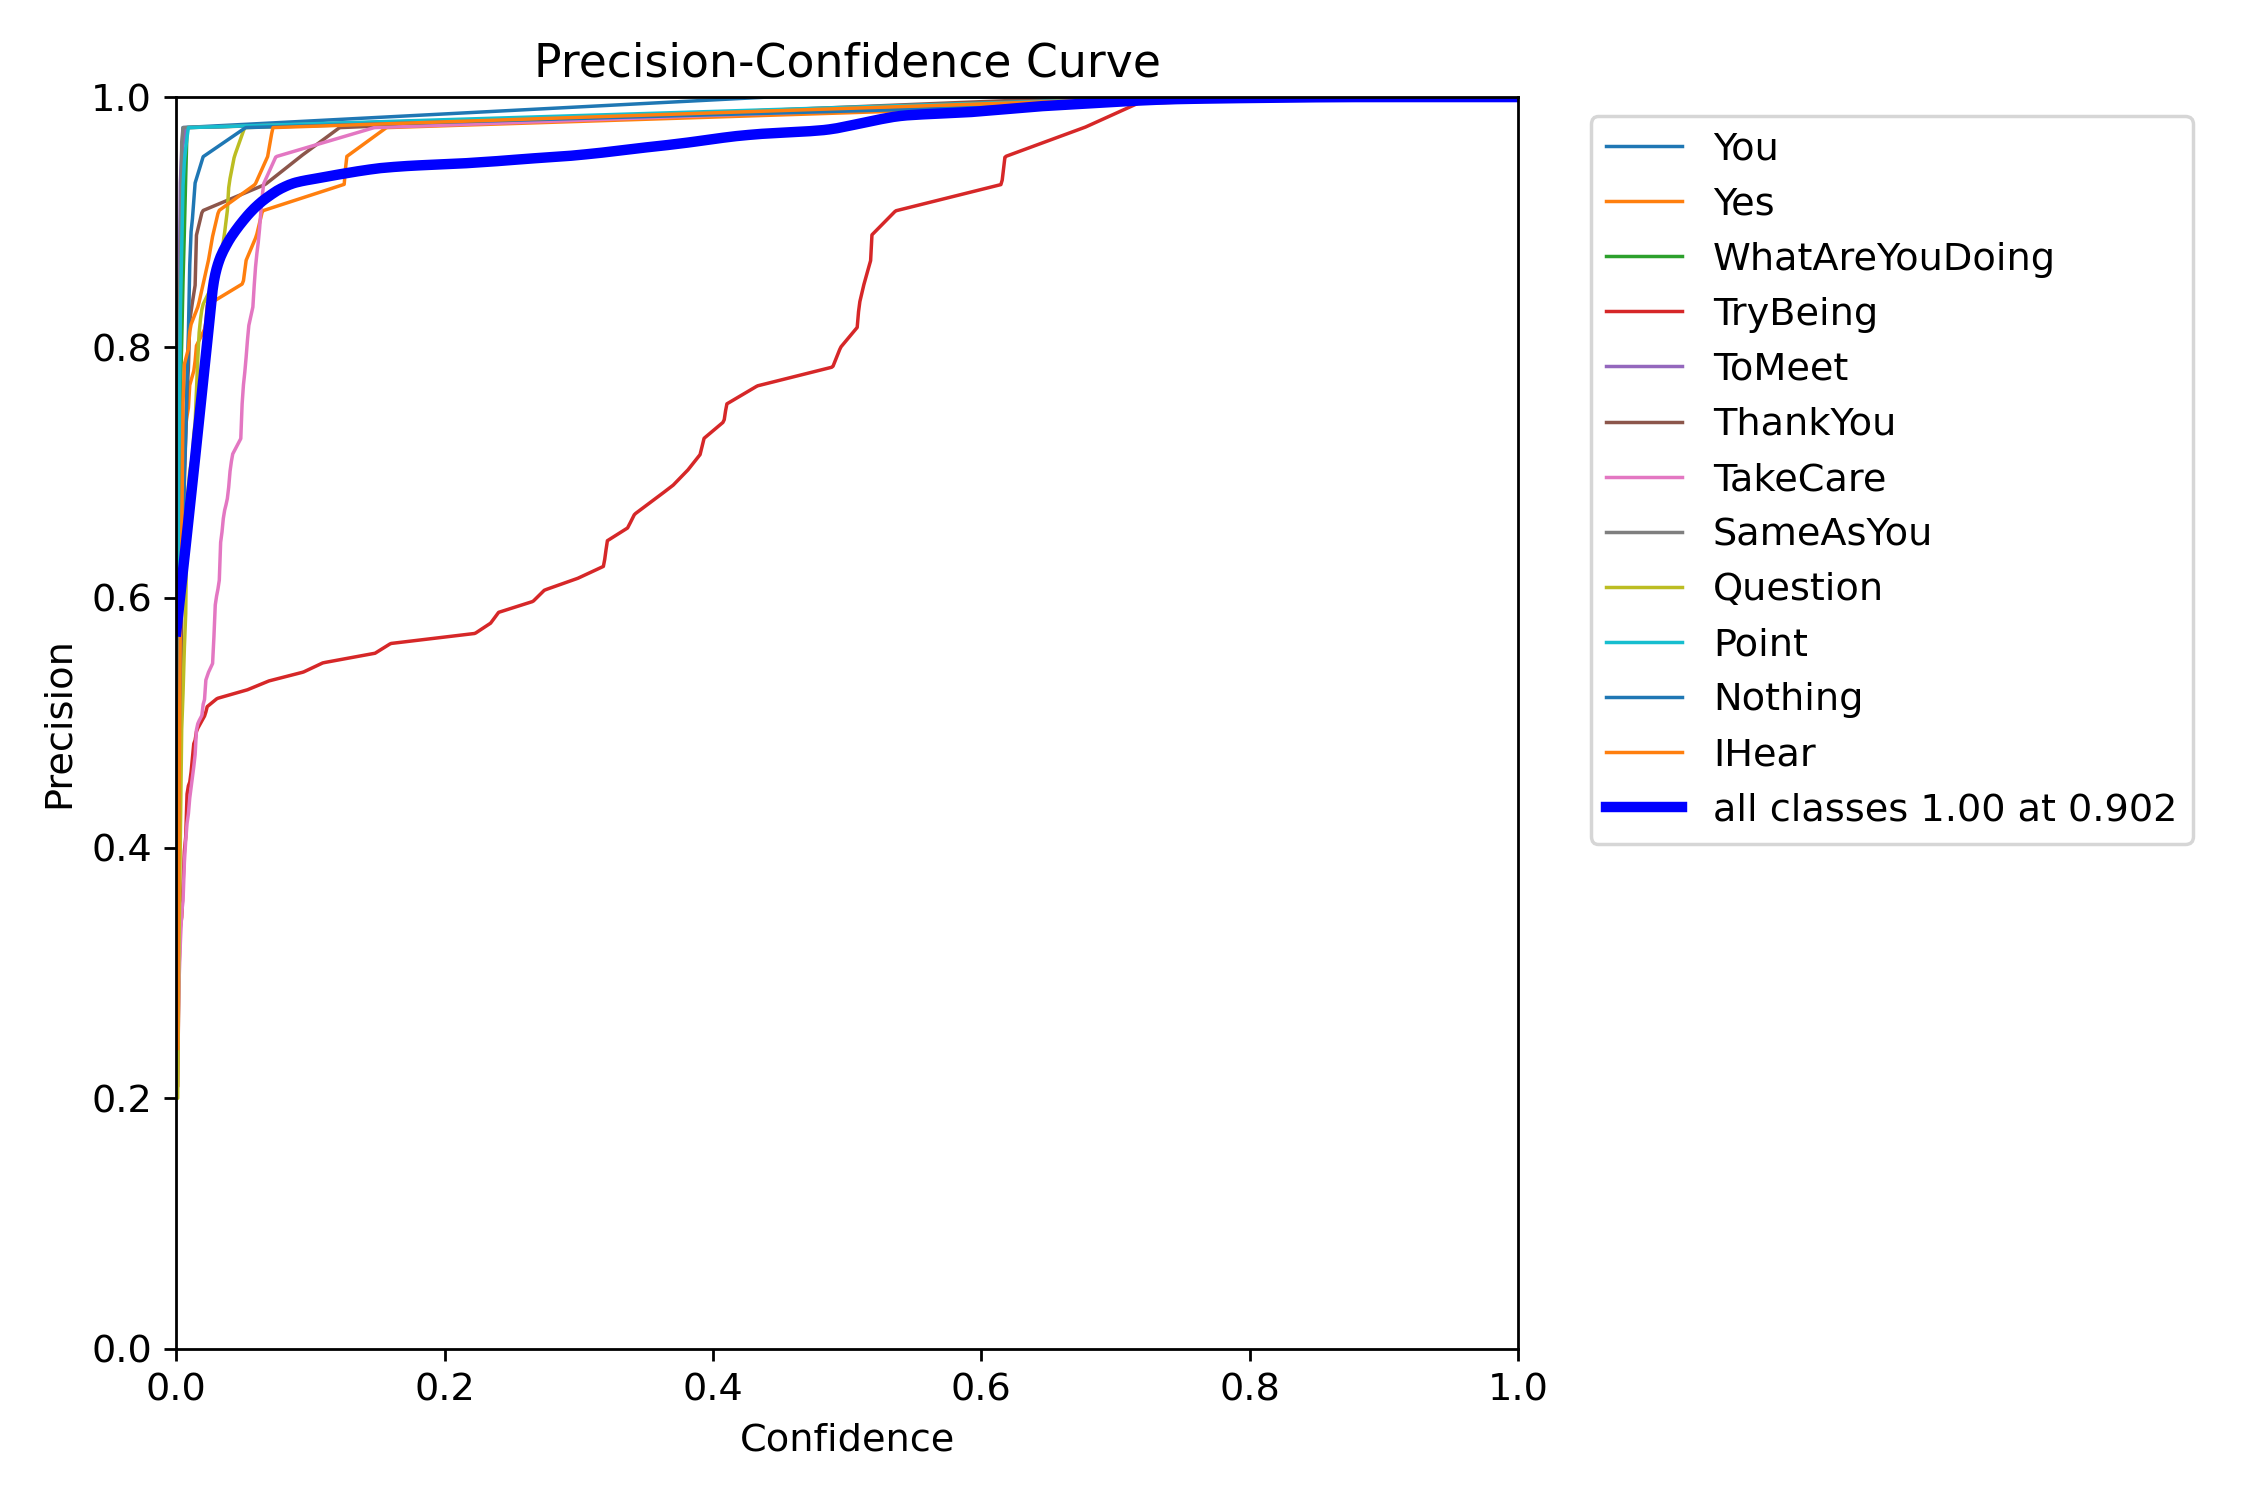 Precision-Confidence Curve
1.0
0.8
0.6
0.4
0.2
0.0
Precision
0.0 0.2 0.4 0.6 0.8 1.0
Confidence
You
Yes
WhatAreYouDoing
TryBeing
ToMeet
ThankYou
TakeCare
SameAsYou
Question
Point
Nothing
IHear
all classes 1.00 at 0.902